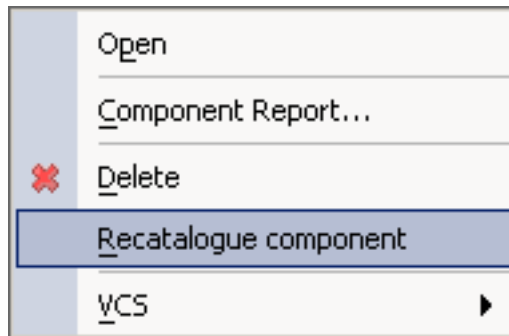 Open
Component Report...
Delete
Recatalogue component
VCS